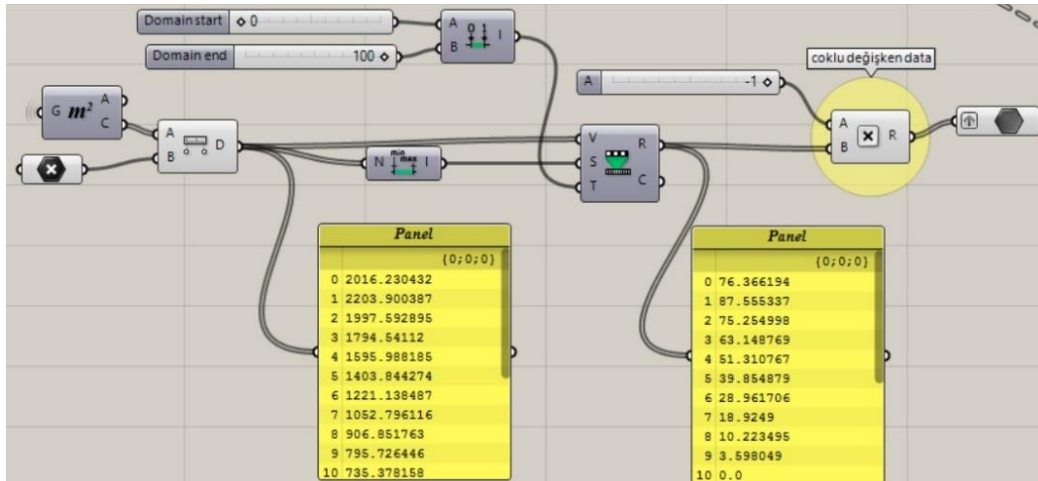 Domain start ◇ 0
Domain end 100 ◇
A B 0 1 I
G m² A C
A B D
N min max I
V S T R C
A -1 ◇
coklu değişken data
A B R
Panel
{0;0;0}
0 2016.230432
1 2203.900387
2 1997.592895
3 1794.54112
4 1595.988185
5 1403.844274
6 1221.138487
7 1052.796116
8 906.851763
9 795.726446
10 735.378158
Panel
{0;0;0}
0 76.366194
1 87.555337
2 75.254998
3 63.148769
4 51.310767
5 39.854879
6 28.961706
7 18.9249
8 10.223495
9 3.598049
10 0.0